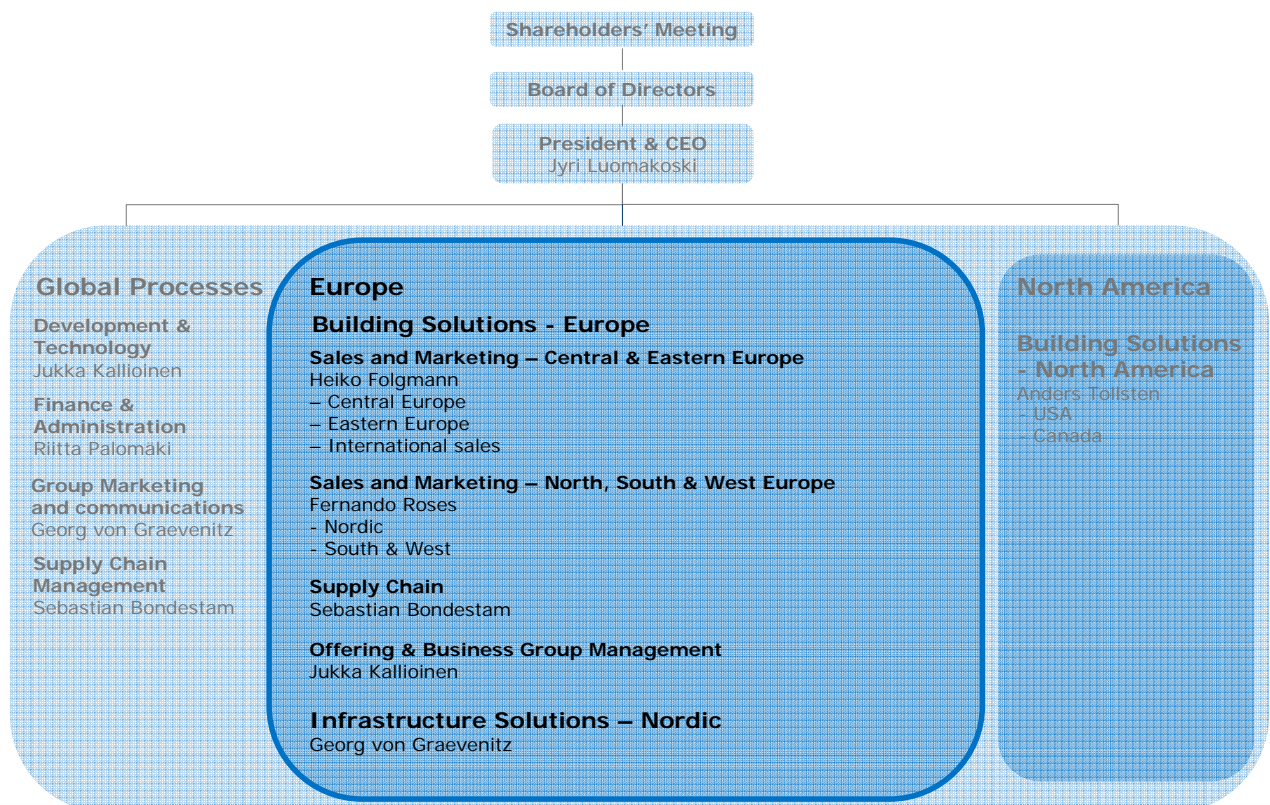 Shareholders' Meeting
Board of Directors
President & CEO
Jyri Luomakoski
Global Processes
Development &
Technology
Jukka Kallioinen
Finance &
Administration
Riitta Palomäki
Group Marketing
and communications
Georg von Graevenitz
Supply Chain
Management
Sebastian Bondestam
Europe
Building Solutions - Europe
Sales and Marketing – Central & Eastern Europe
Heiko Folgmann
– Central Europe
– Eastern Europe
– International sales
Sales and Marketing – North, South & West Europe
Fernando Roses
- Nordic
- South & West
Supply Chain
Sebastian Bondestam
Offering & Business Group Management
Jukka Kallioinen
Infrastructure Solutions – Nordic
Georg von Graevenitz
North America
Building Solutions
- North America
Anders Tollsten
- USA
- Canada